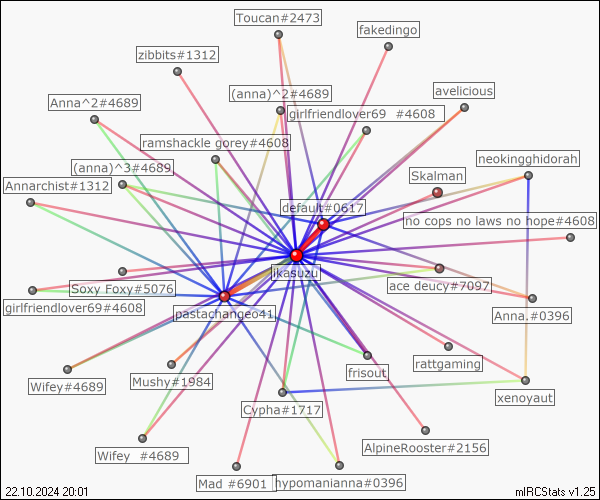 Toucan#2473
fakedingo
zibbits#1312
(anna)^2#4689
avelicious
Anna^2#4689
girlfriendlover69 #4608
ramshackle gorey#4608
neokingghidorah
(anna)^3#4689
Skalman
Annarchist#1312
default#0617
no cops no laws no hope#4608
ikasuzu
Soxy Foxy#5076
ace deucy#7097
girlfriendlover69#4608
pastachangeo41
Anna.#0396
rattgaming
frisout
Wifey#4689
Mushy#1984
xenoyaut
Cypha#1717
AlpineRooster#2156
Wifey #4689
Mad #6901
hypomanianna#0396
22.10.2024 20:01
mIRCStats v1.25